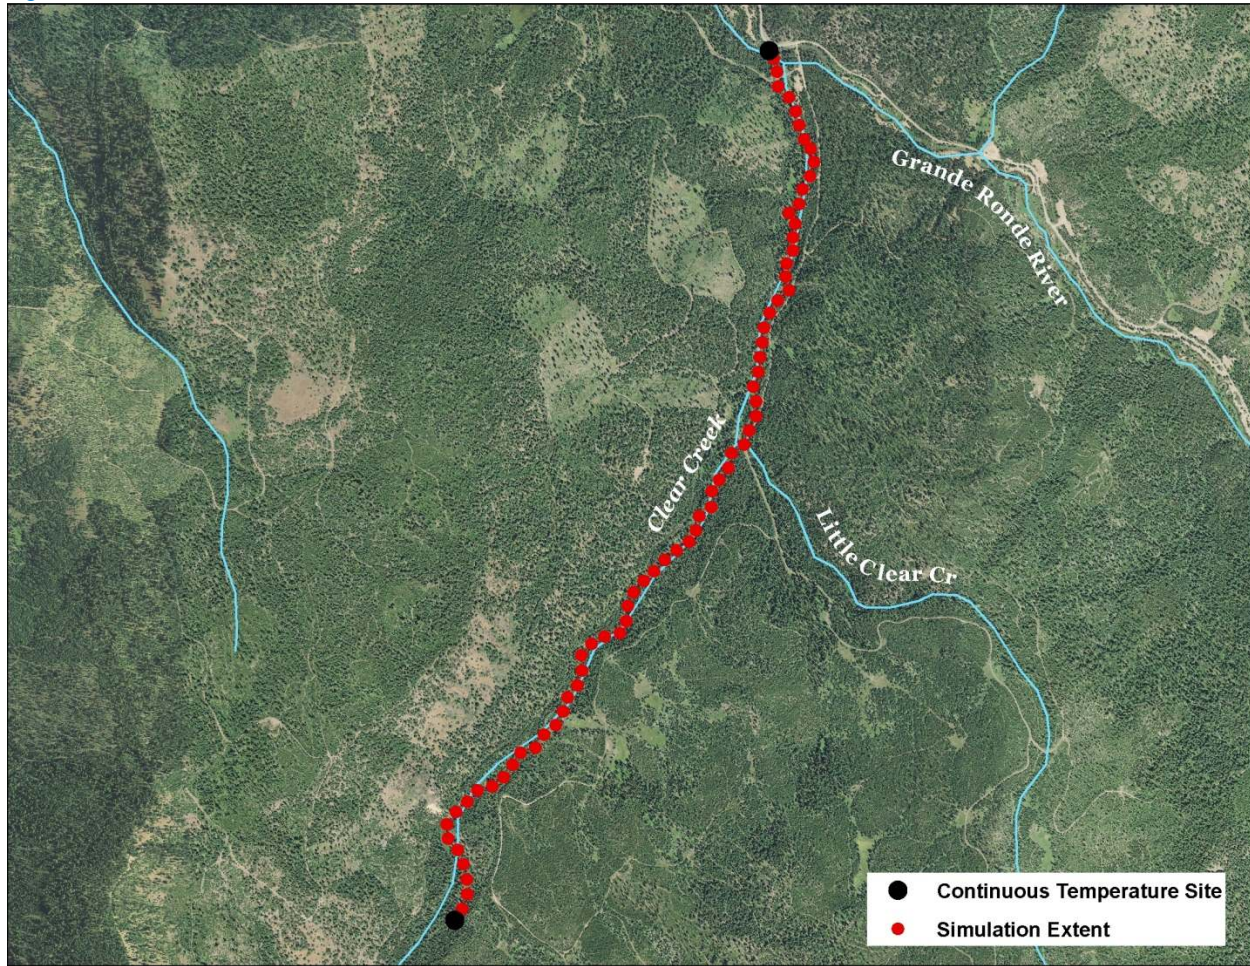 Grande Ronde River
Clear Creek
Little Clear Cr
Continuous Temperature Site
Simulation Extent